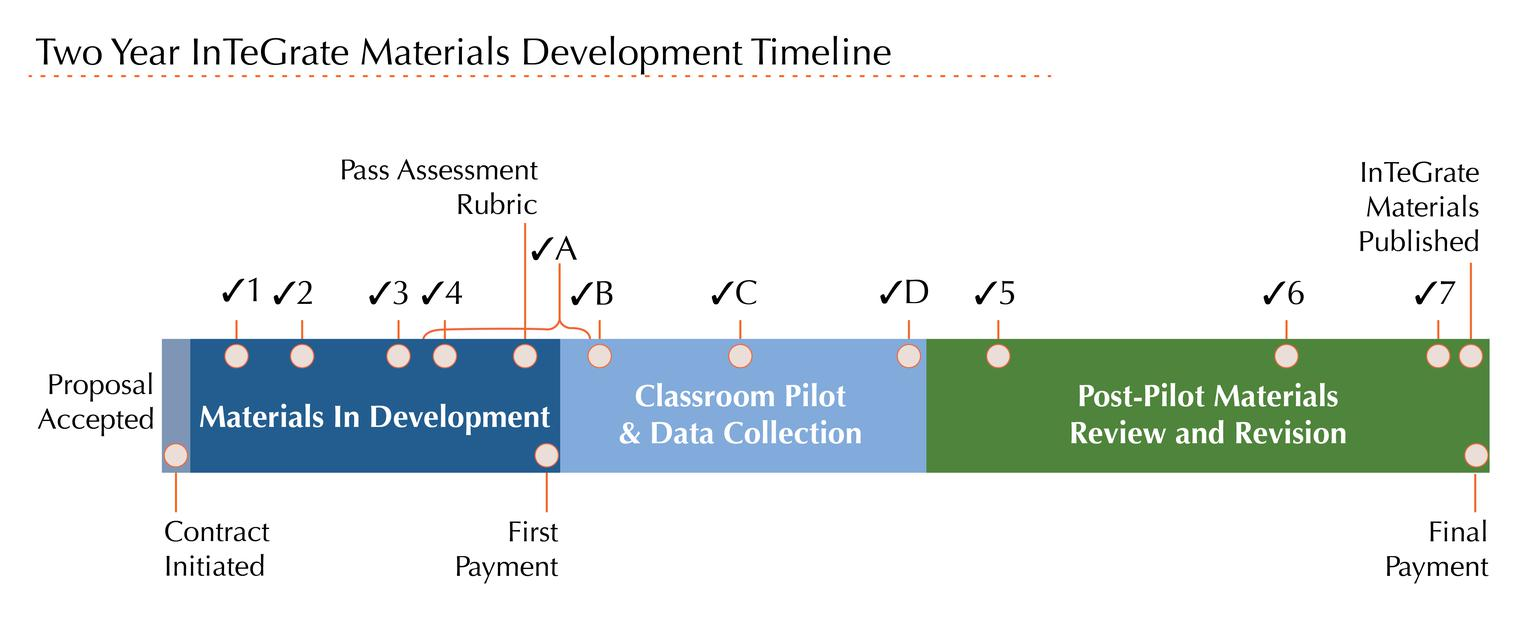 Two Year InTeGrate Materials Development Timeline
Pass Assessment
Rubric
InTeGrate
Materials
Published
✓A
✓1 ✓2 ✓3 ✓4 ✓B ✓C ✓D ✓5 ✓6 ✓7
Proposal
Accepted
Materials In Development
Classroom Pilot
& Data Collection
Post-Pilot Materials
Review and Revision
Contract
Initiated
First
Payment
Final
Payment